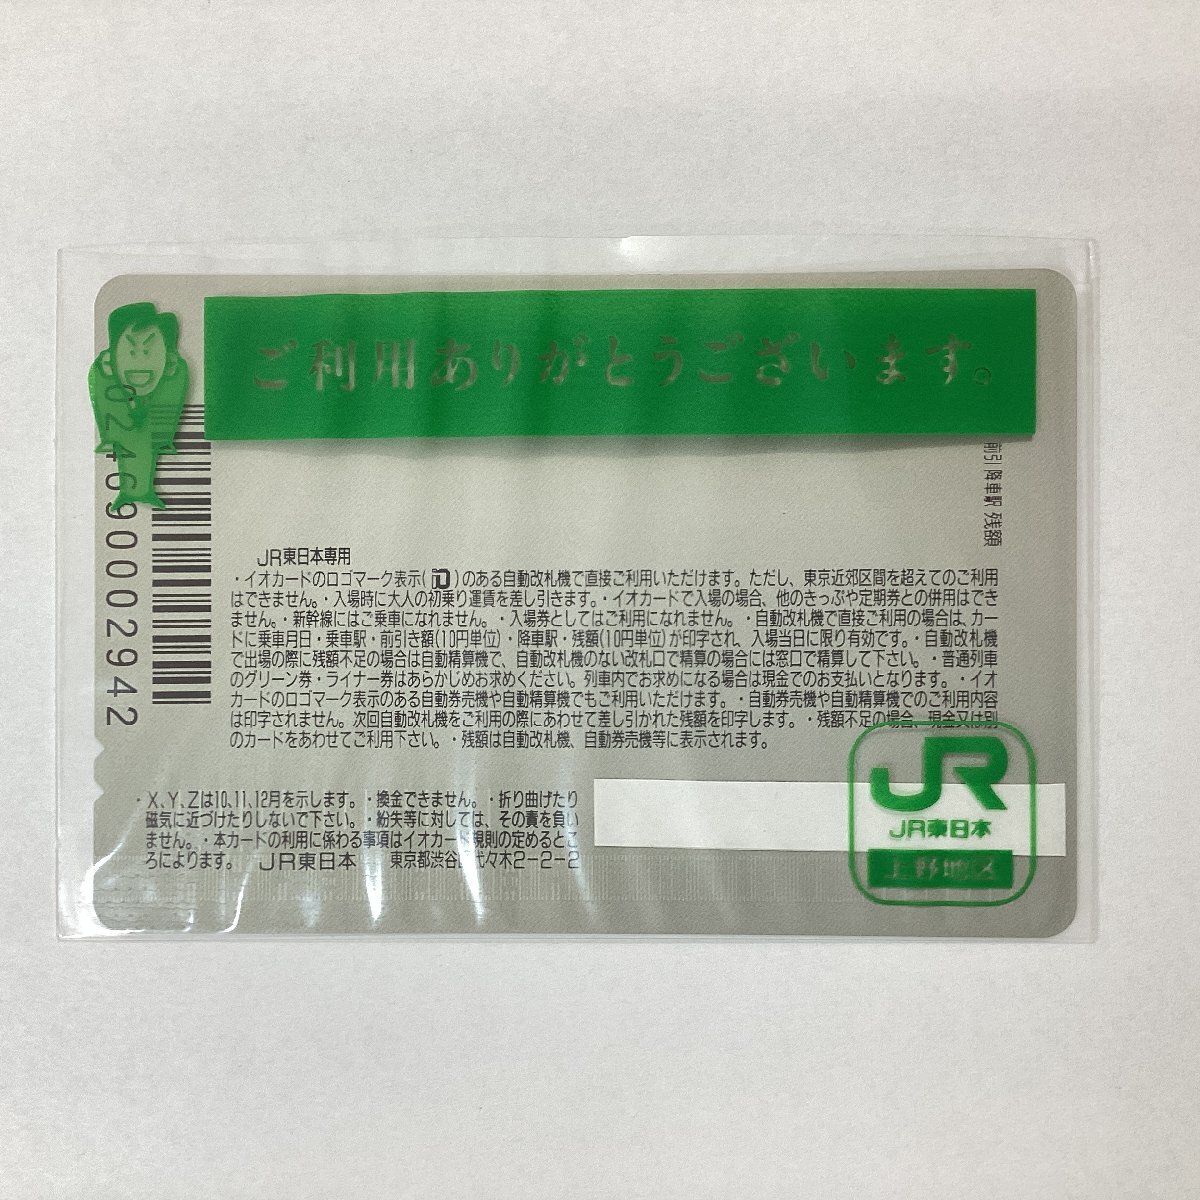 ご利用ありがとうございます。
0246900002942
前引 降車駅 残額
JR東日本専用
・イオカードのロゴマーク表示(iO)のある自動改札機で直接ご利用いただけます。ただし、東京近郊区間を超えてのご利用
はできません。・入場時に大人の初乗り運賃を差し引きます。・イオカードで入場の場合、他のきっぷや定期券との併用はでき
ません。・新幹線にはご乗車になれません。・入場券としてはご利用になれません。・自動改札機で直接ご利用の場合は、カー
ドに乗車月日・乗車駅・前引き額(10円単位)・降車駅・残額(10円単位)が印字され、入場当日に限り有効です。・自動改札機
で出場の際に残額不足の場合は自動精算機で、自動改札機のない改札口で精算の場合には窓口で精算して下さい。・普通列車
のグリーン券・ライナー券はあらかじめお求めください。列車内でお求めになる場合は現金でのお支払いとなります。・イオ
カードのロゴマーク表示のある自動券売機や自動精算機でもご利用いただけます。・自動券売機や自動精算機でのご利用内容
は印字されません。次回自動改札機をご利用の際にあわせて差し引かれた残額を印字します。・残額不足の場合、現金又は別
のカードをあわせてご利用下さい。・残額は自動改札機、自動券売機等に表示されます。
・X、Y、Zは10、11、12月を示します。・換金できません。・折り曲げたり
磁気に近づけたりしないで下さい。・紛失等に対しては、その責を負い
ません。・本カードの利用に係わる事項はイオカード規則の定めるとこ
ろによります。 JR東日本 東京都渋谷区代々木2-2-2
JR
JR東日本
上野地区